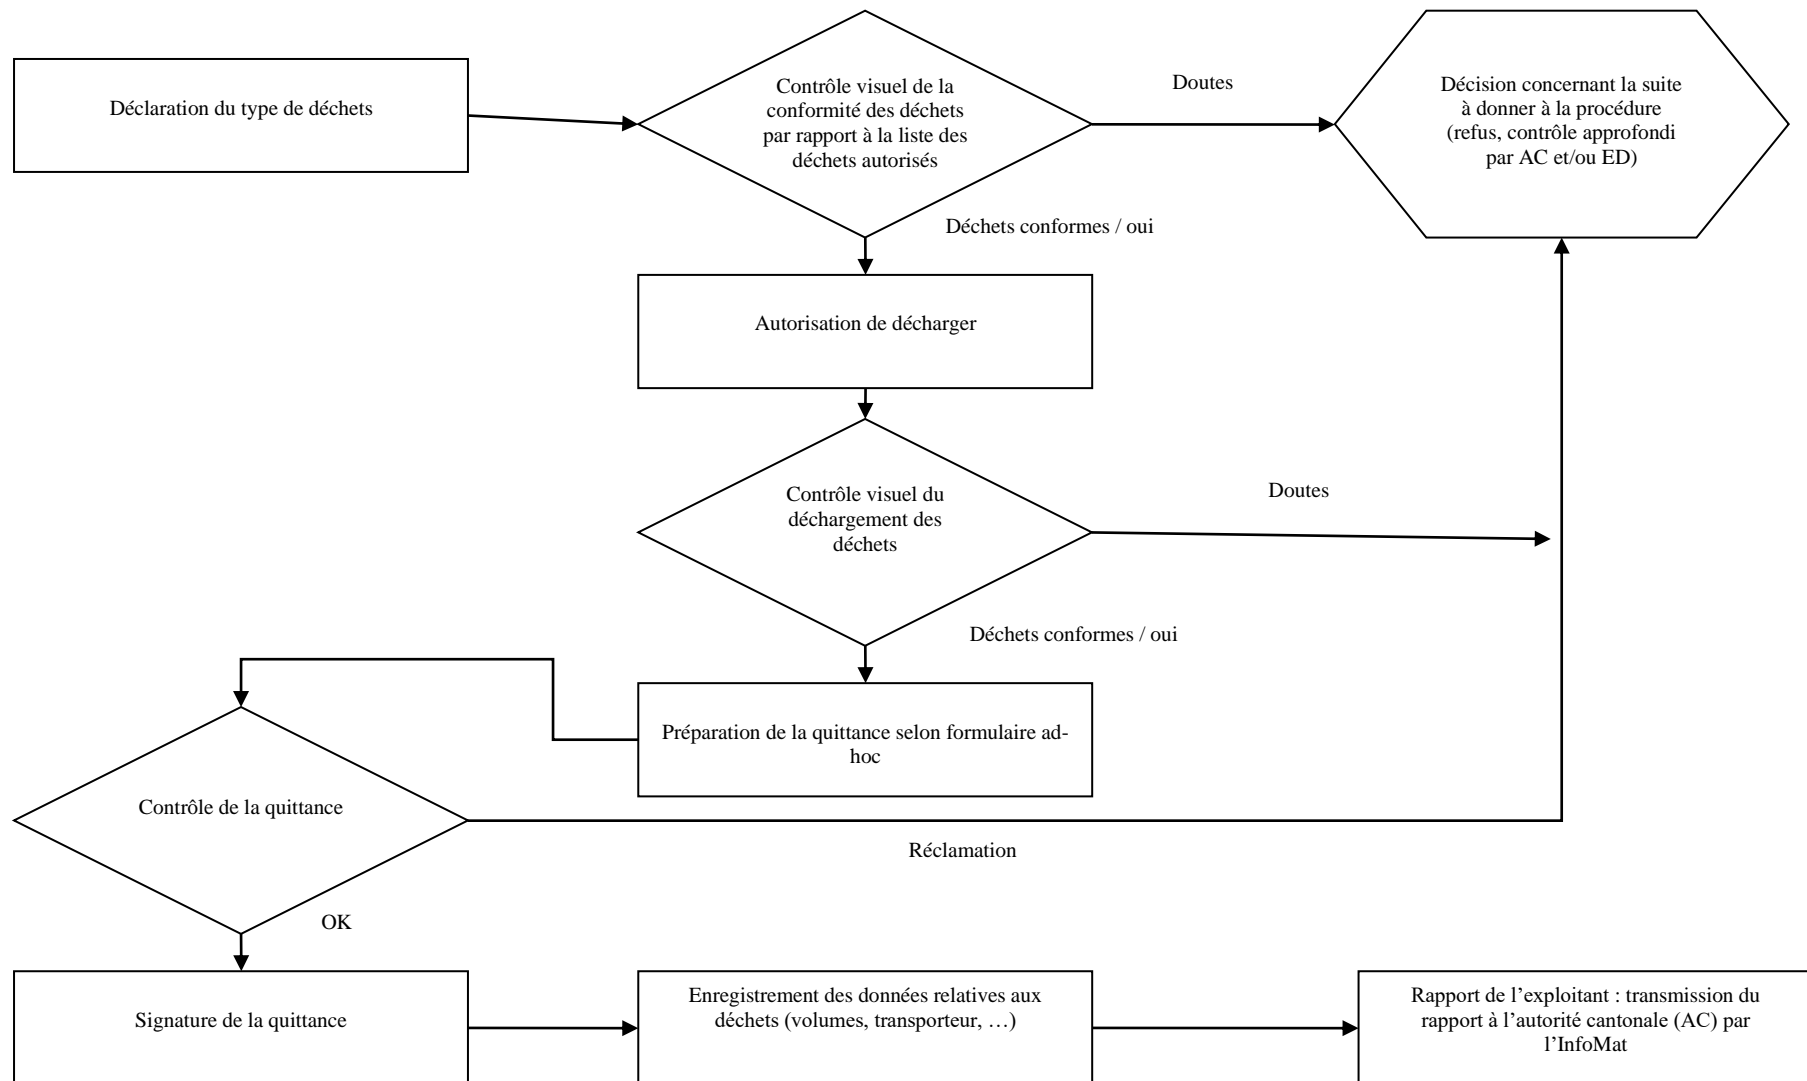 Déclaration du type de déchets
Contrôle visuel de la
conformité des déchets
par rapport à la liste des
déchets autorisés
Doutes
Décision concernant la suite
à donner à la procédure
(refus, contrôle approfondi
par AC et/ou ED)
Déchets conformes / oui
Autorisation de décharger
Contrôle visuel du
déchargement des
déchets
Doutes
Déchets conformes / oui
Préparation de la quittance selon formulaire ad-
hoc
Contrôle de la quittance
Réclamation
OK
Signature de la quittance
Enregistrement des données relatives aux
déchets (volumes, transporteur, …)
Rapport de l’exploitant : transmission du
rapport à l’autorité cantonale (AC) par
l’InfoMat